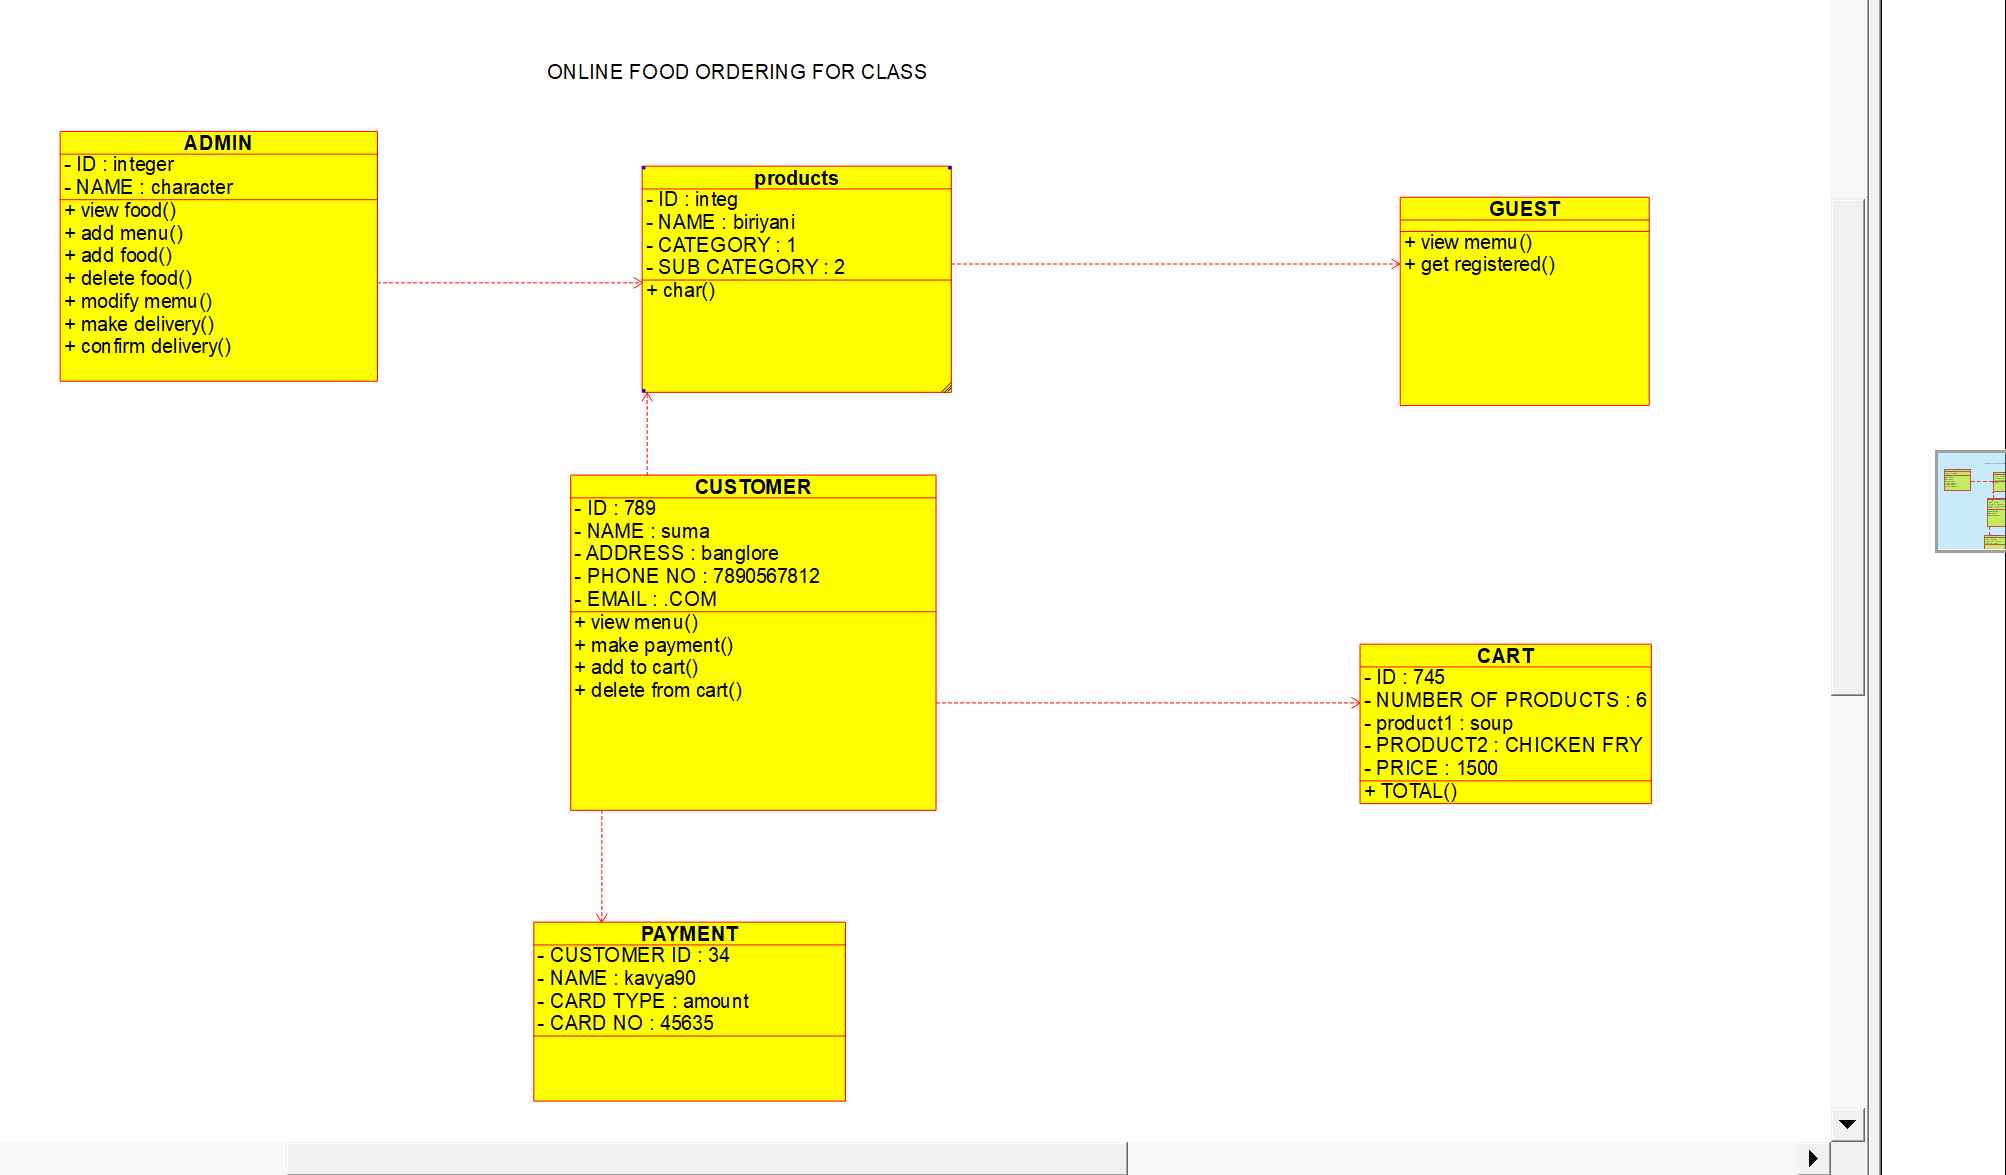 ONLINE FOOD ORDERING FOR CLASS
ADMIN
- ID : integer
- NAME : character
+ view food()
+ add menu()
+ add food()
+ delete food()
+ modify memu()
+ make delivery()
+ confirm delivery()
products
- ID : integ
- NAME : biriyani
- CATEGORY : 1
- SUB CATEGORY : 2
+ char()
GUEST
+ view memu()
+ get registered()
CUSTOMER
- ID : 789
- NAME : suma
- ADDRESS : banglore
- PHONE NO : 7890567812
- EMAIL : .COM
+ view menu()
+ make payment()
+ add to cart()
+ delete from cart()
CART
- ID : 745
- NUMBER OF PRODUCTS : 6
- product1 : soup
- PRODUCT2 : CHICKEN FRY
- PRICE : 1500
+ TOTAL()
PAYMENT
- CUSTOMER ID : 34
- NAME : kavya90
- CARD TYPE : amount
- CARD NO : 45635